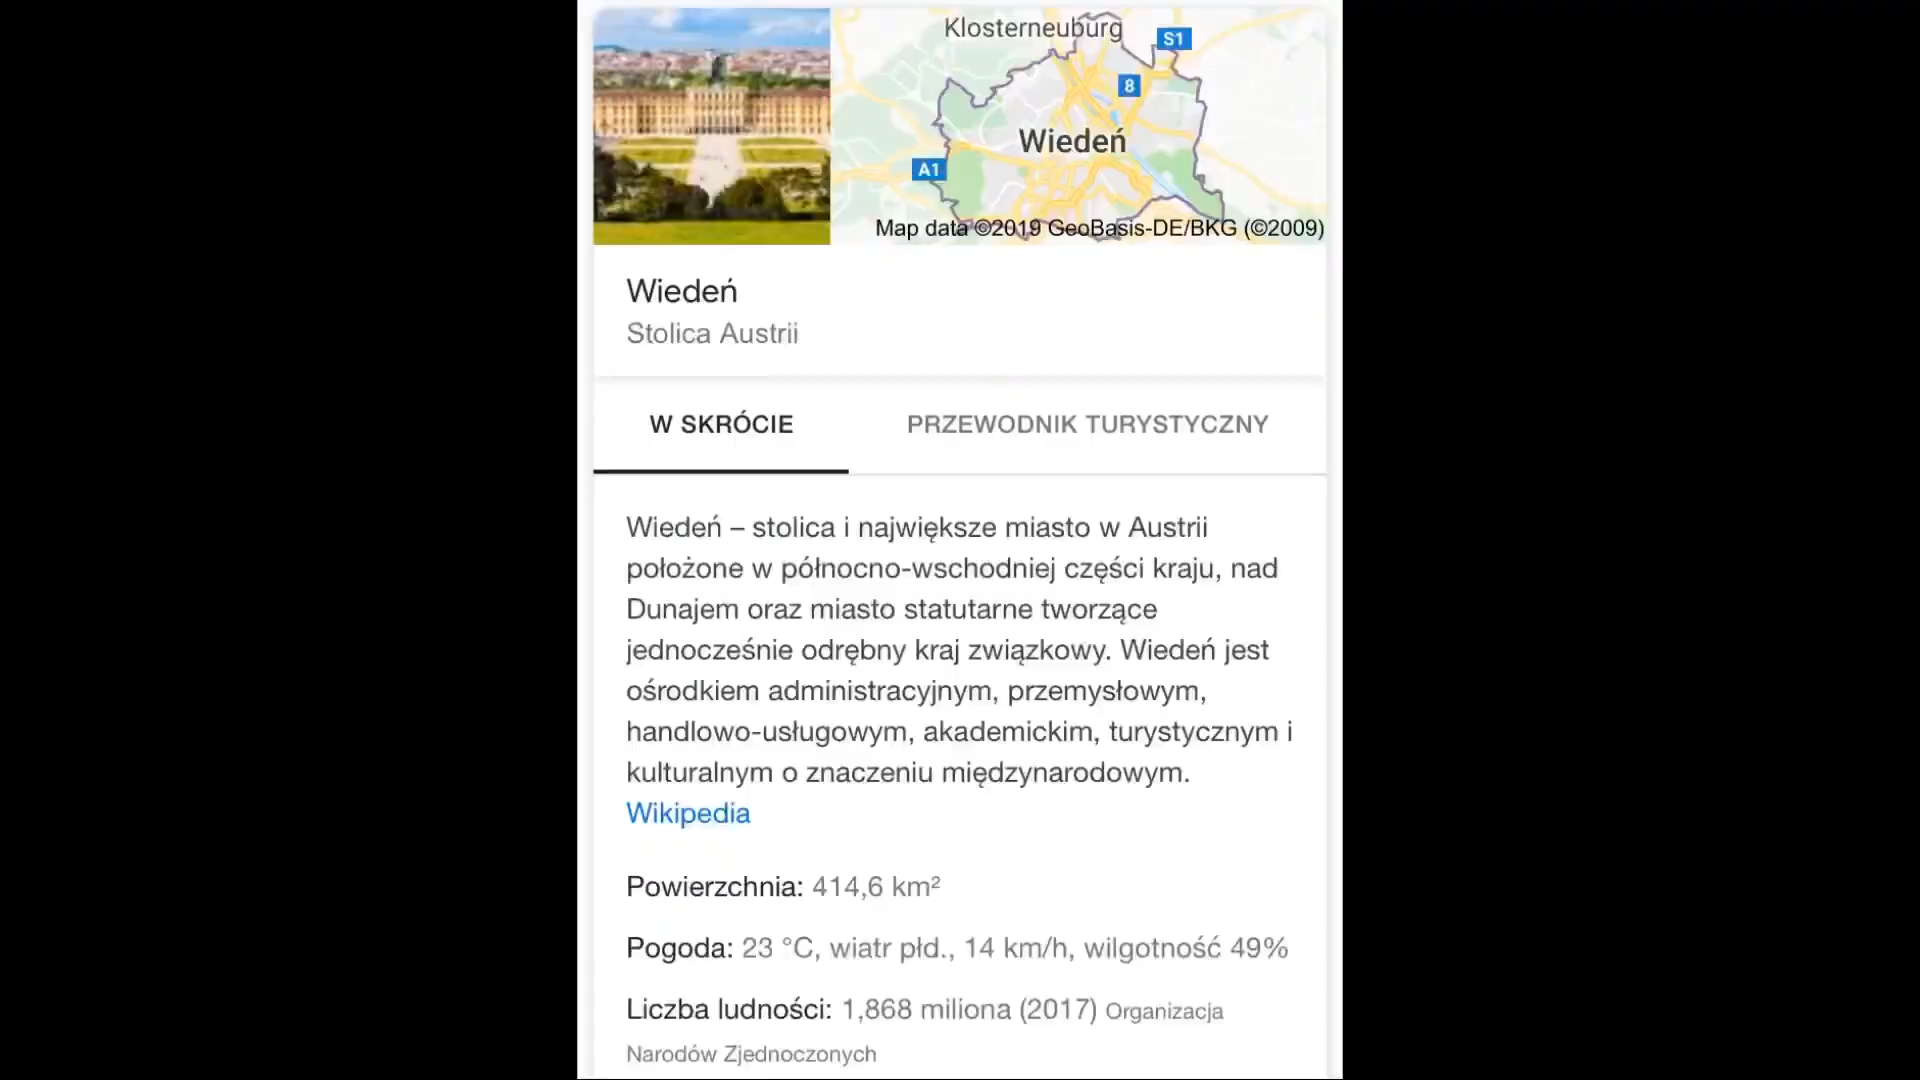 Klosterneuburg
S1
8
Wiedeń
A1
Map data ©2019 GeoBasis-DE/BKG (©2009)
Wiedeń
Stolica Austrii
W SKRÓCIE
PRZEWODNIK TURYSTYCZNY
Wiedeń – stolica i największe miasto w Austrii
położone w północno-wschodniej części kraju, nad
Dunajem oraz miasto statutarne tworzące
jednocześnie odrębny kraj związkowy. Wiedeń jest
ośrodkiem administracyjnym, przemysłowym,
handlowo-usługowym, akademickim, turystycznym i
kulturalnym o znaczeniu międzynarodowym.
Wikipedia
Powierzchnia: 414,6 km²
Pogoda: 23 °C, wiatr płd., 14 km/h, wilgotność 49%
Liczba ludności: 1,868 miliona (2017) Organizacja
Narodów Zjednoczonych